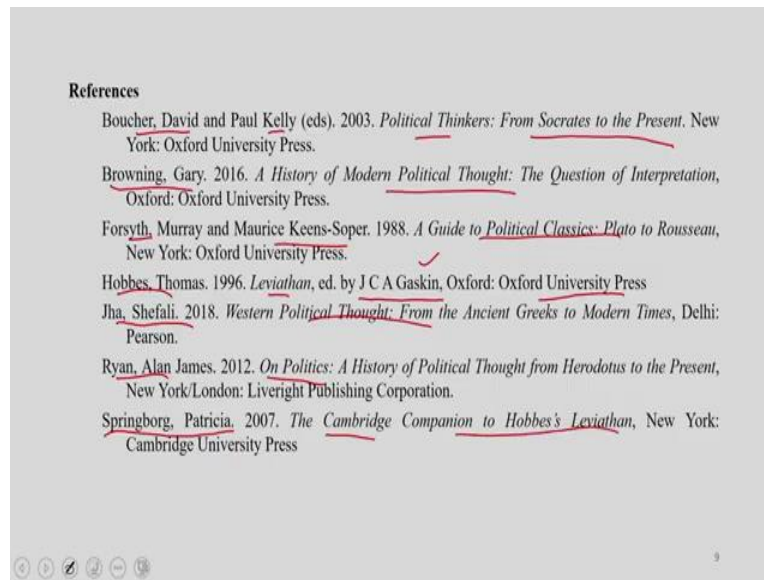 References
Boucher, David and Paul Kelly (eds). 2003. Political Thinkers: From Socrates to the Present. New
York: Oxford University Press.
Browning, Gary. 2016. A History of Modern Political Thought: The Question of Interpretation,
Oxford: Oxford University Press.
Forsyth, Murray and Maurice Keens-Soper. 1988. A Guide to Political Classics: Plato to Rousseau,
New York: Oxford University Press.
Hobbes, Thomas. 1996. Leviathan, ed. by J C A Gaskin, Oxford: Oxford University Press
Jha, Shefali. 2018. Western Political Thought: From the Ancient Greeks to Modern Times, Delhi:
Pearson.
Ryan, Alan James. 2012. On Politics: A History of Political Thought from Herodotus to the Present,
New York/London: Liveright Publishing Corporation.
Springborg, Patricia. 2007. The Cambridge Companion to Hobbes's Leviathan, New York:
Cambridge University Press
9